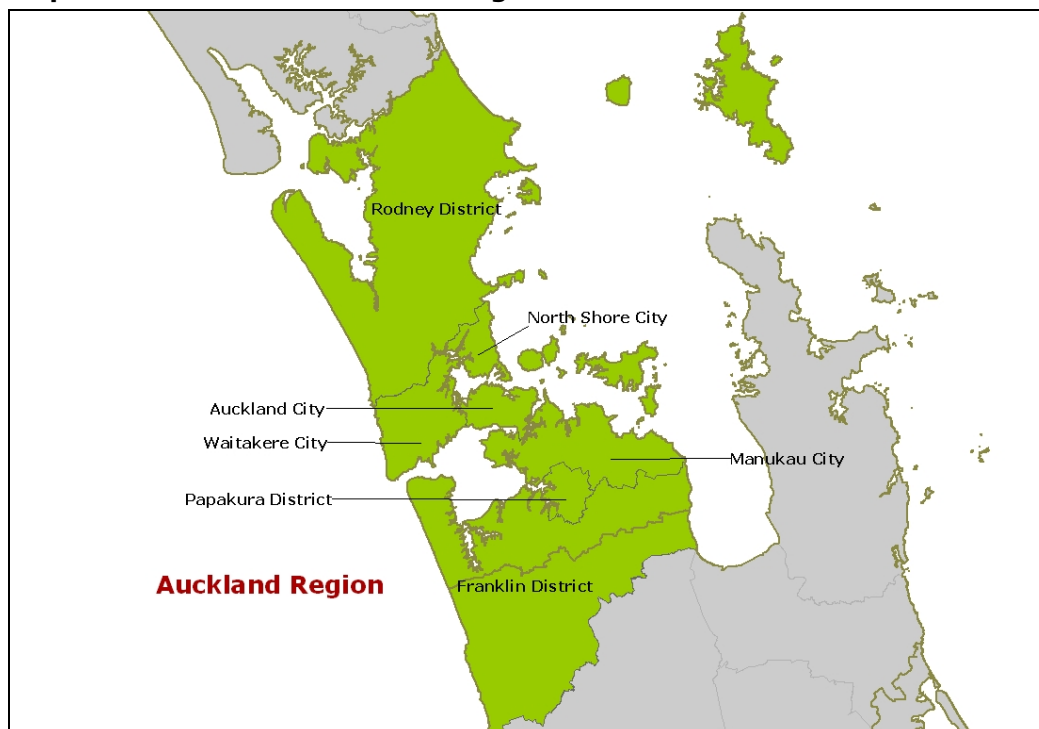 Rodney District
North Shore City
Auckland City
Waitakere City
Manukau City
Papakura District
Auckland Region
Franklin District